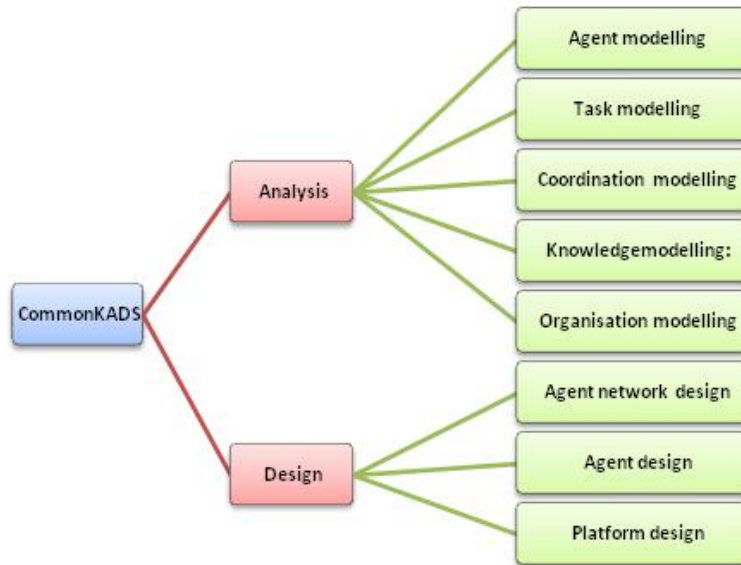 Agent modelling
Task modelling
Analysis
Coordination modelling
Knowledgemodelling:
CommonKADS
Organisation modelling
Agent network design
Design
Agent design
Platform design